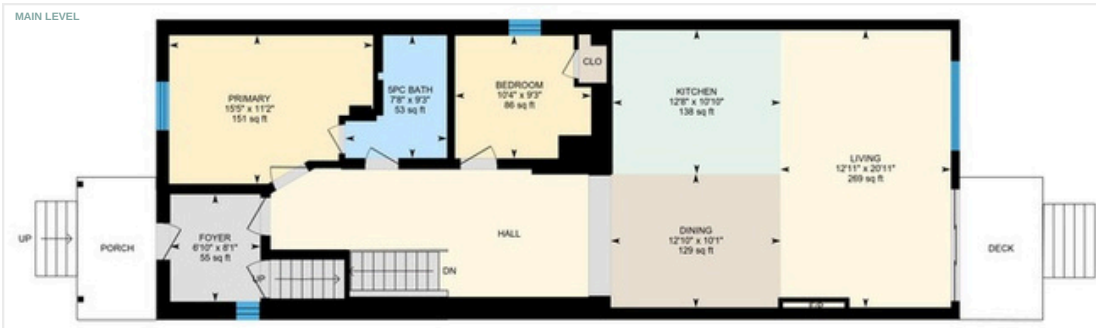 MAIN LEVEL
PRIMARY
15'5" x 11'2"
151 sq ft
5PC BATH
7'8" x 9'3"
53 sq ft
BEDROOM
10'4" x 9'3"
86 sq ft
CLO
KITCHEN
12'8" x 10'10"
138 sq ft
LIVING
12'11" x 20'11"
269 sq ft
UP
PORCH
FOYER
6'10" x 8'1"
55 sq ft
UP
HALL
DN
DINING
12'10" x 10'1"
129 sq ft
DECK
F/P